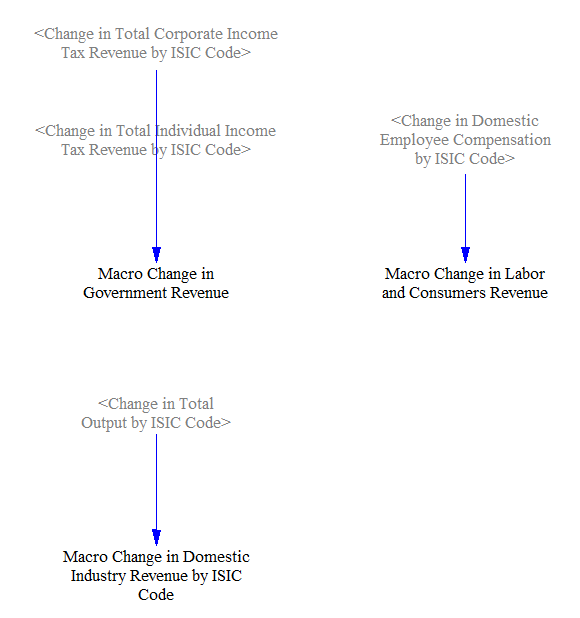 <Change in Total Corporate Income
Tax Revenue by ISIC Code>
<Change in Total Individual Income
Tax Revenue by ISIC Code>
<Change in Domestic
Employee Compensation
by ISIC Code>
Macro Change in
Government Revenue
Macro Change in Labor
and Consumers Revenue
<Change in Total
Output by ISIC Code>
Macro Change in Domestic
Industry Revenue by ISIC
Code